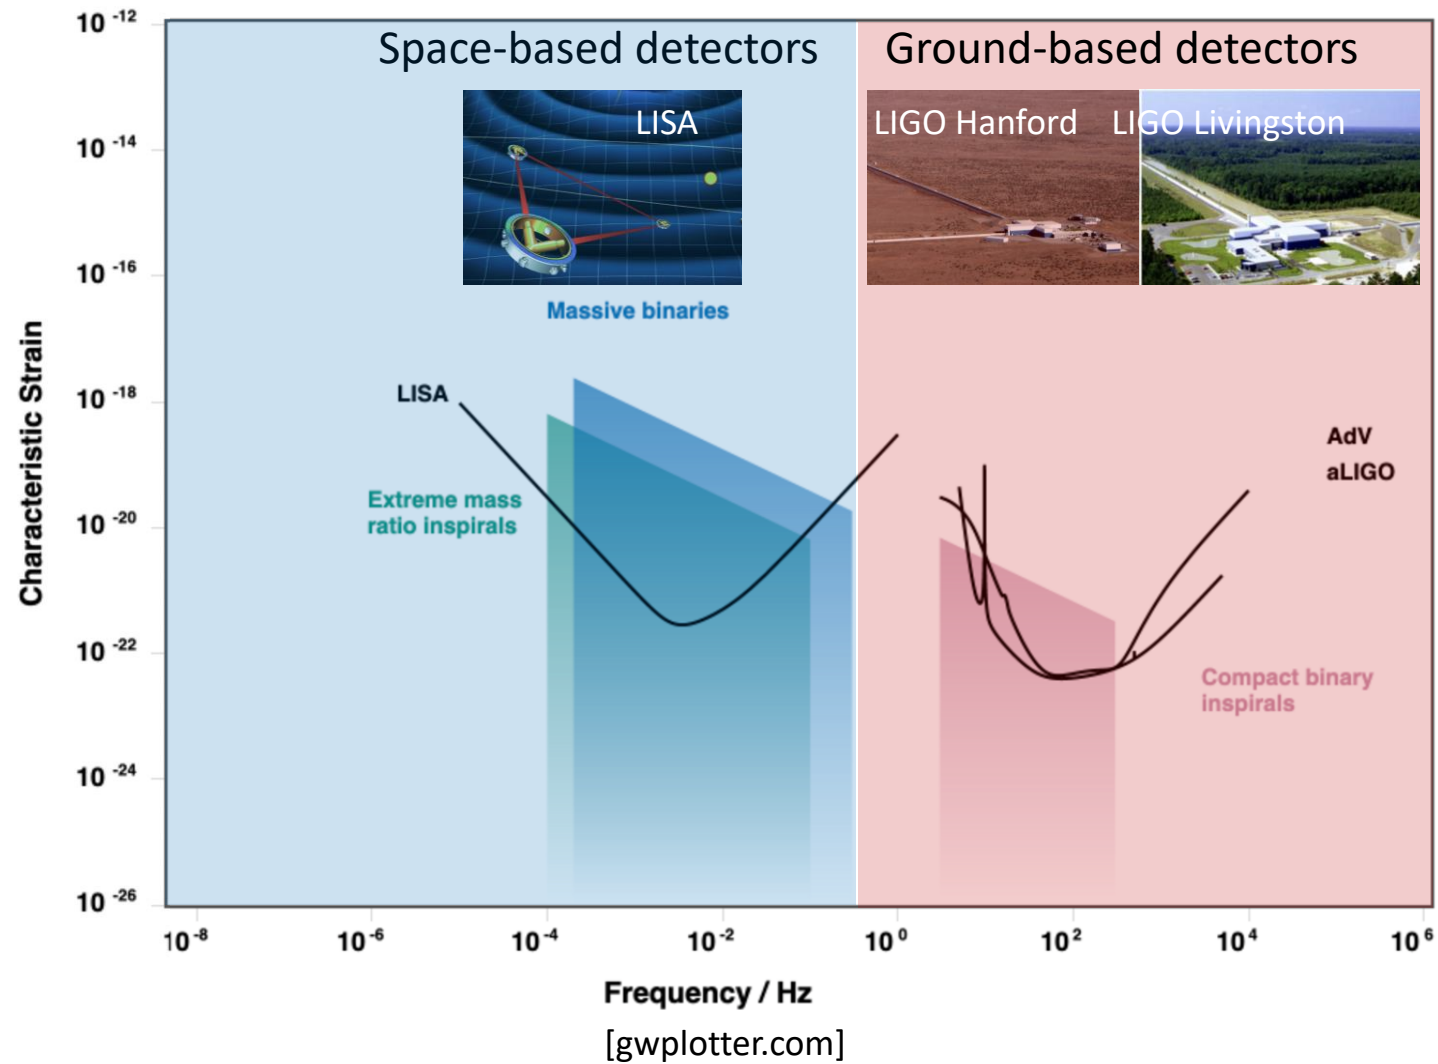 Space-based detectors
Ground-based detectors
LISA
LIGO Hanford
LIGO Livingston
Massive binaries
LISA
Extreme mass
ratio inspirals
AdV
aLIGO
Compact binary
inspirals
Characteristic Strain
10 -12
10 -14
10 -16
10 -18
10 -20
10 -22
10 -24
10 -26
10 -8
10 -6
10 -4
10 -2
10 0
10 2
10 4
10 6
Frequency / Hz
[gwplotter.com]